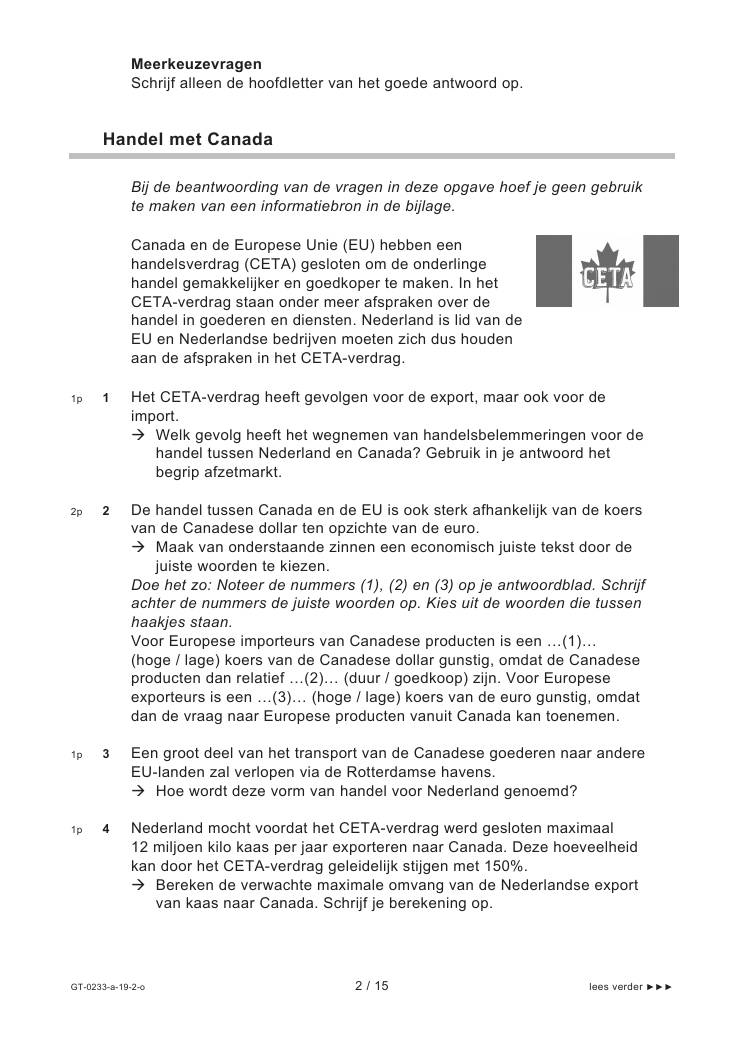 Meerkeuzevragen
Schrijf alleen de hoofdletter van het goede antwoord op.
Handel met Canada
Bij de beantwoording van de vragen in deze opgave hoef je geen gebruik
te maken van een informatiebron in de bijlage.
Canada en de Europese Unie (EU) hebben een
handelsverdrag (CETA) gesloten om de onderlinge
handel gemakkelijker en goedkoper te maken. In het
CETA-verdrag staan onder meer afspraken over de
handel in goederen en diensten. Nederland is lid van de
EU en Nederlandse bedrijven moeten zich dus houden
aan de afspraken in het CETA-verdrag.
CETA
1p 1 Het CETA-verdrag heeft gevolgen voor de export, maar ook voor de
import.
→ Welk gevolg heeft het wegnemen van handelsbelemmeringen voor de
handel tussen Nederland en Canada? Gebruik in je antwoord het
begrip afzetmarkt.
2p 2 De handel tussen Canada en de EU is ook sterk afhankelijk van de koers
van de Canadese dollar ten opzichte van de euro.
→ Maak van onderstaande zinnen een economisch juiste tekst door de
juiste woorden te kiezen.
Doe het zo: Noteer de nummers (1), (2) en (3) op je antwoordblad. Schrijf
achter de nummers de juiste woorden op. Kies uit de woorden die tussen
haakjes staan.
Voor Europese importeurs van Canadese producten is een …(1)…
(hoge / lage) koers van de Canadese dollar gunstig, omdat de Canadese
producten dan relatief …(2)… (duur / goedkoop) zijn. Voor Europese
exporteurs is een …(3)… (hoge / lage) koers van de euro gunstig, omdat
dan de vraag naar Europese producten vanuit Canada kan toenemen.
1p 3 Een groot deel van het transport van de Canadese goederen naar andere
EU-landen zal verlopen via de Rotterdamse havens.
→ Hoe wordt deze vorm van handel voor Nederland genoemd?
1p 4 Nederland mocht voordat het CETA-verdrag werd gesloten maximaal
12 miljoen kilo kaas per jaar exporteren naar Canada. Deze hoeveelheid
kan door het CETA-verdrag geleidelijk stijgen met 150%.
→ Bereken de verwachte maximale omvang van de Nederlandse export
van kaas naar Canada. Schrijf je berekening op.
GT-0233-a-19-2-o 2 / 15 lees verder ►►►